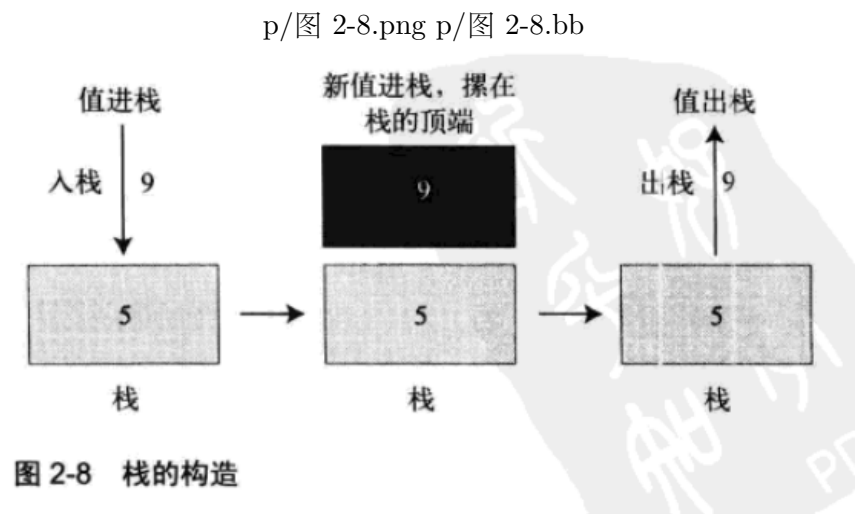 p/图 2-8.png p/图 2-8.bb
值进栈
新值进栈，摞在
栈的顶端
值出栈
入栈 9
9
出栈 9
5
5
5
栈
栈
栈
图 2-8 栈的构造